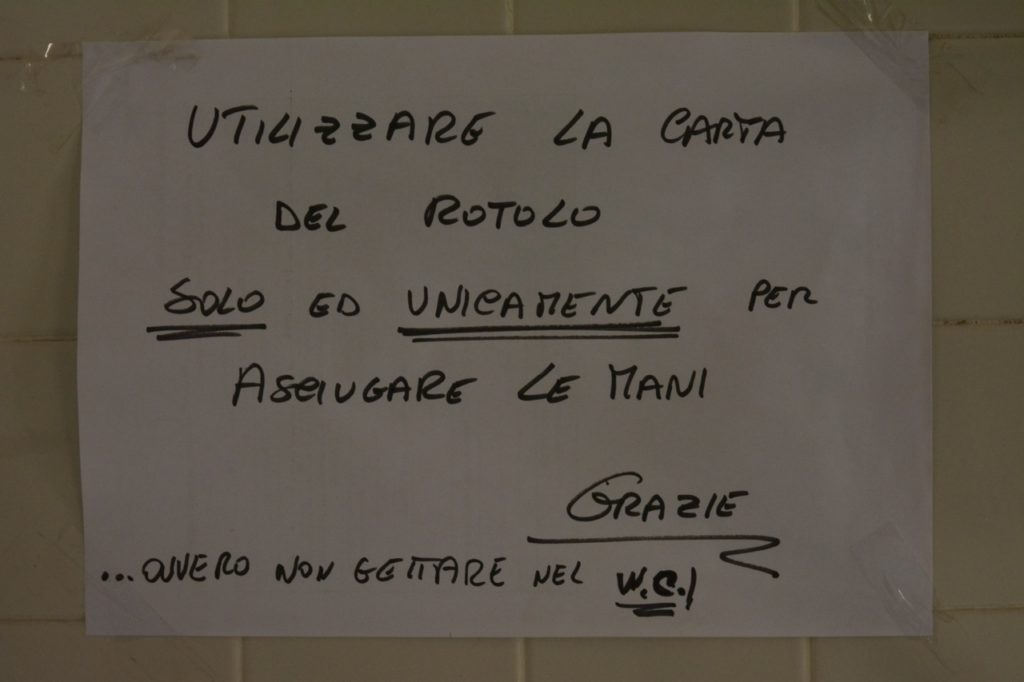 UTILIZZARE LA CARTA
DEL ROTOLO
SOLO ED UNICAMENTE PER
ASCIUGARE LE MANI
GRAZIE
...OVVERO NON GETTARE NEL W.C.!